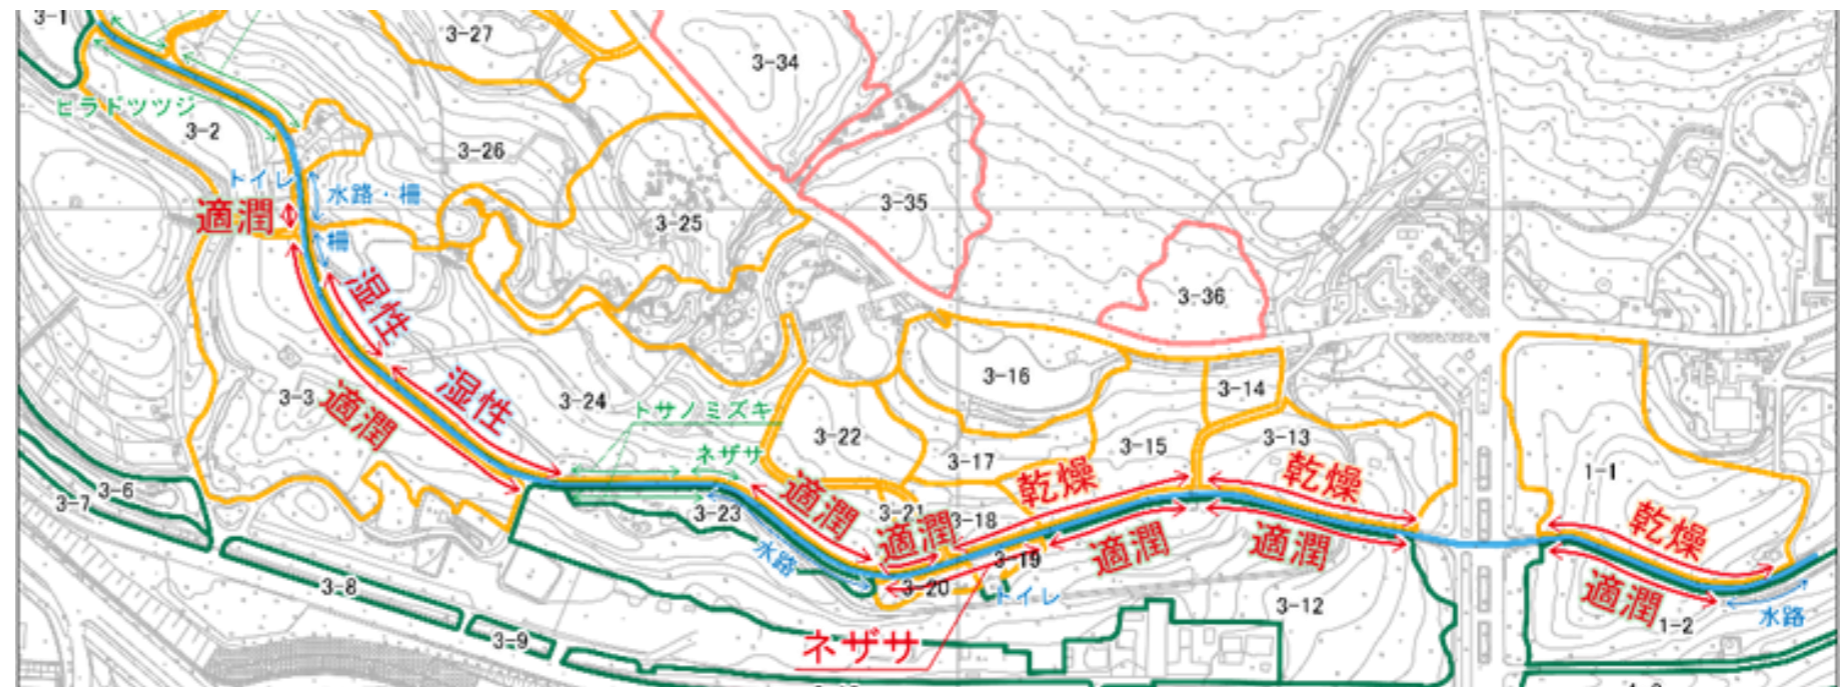 3-1
3-27
3-34
ヒラドツツジ
3-2
3-26
トイレ
水路・柵
適潤
3-25
3-35
柵
湿性
3-36
3-3
適潤
湿性
3-24
トサノミズキ
ネザサ
3-22
3-16
3-14
3-15
3-13
3-17
乾燥
乾燥
1-1
3-7
3-6
3-23
適潤
3-21
適潤
3-18
乾燥
水路
適潤
適潤
3-19
3-20
トイレ
3-8
3-12
適潤
1-2
水路
3-9
ネザサ